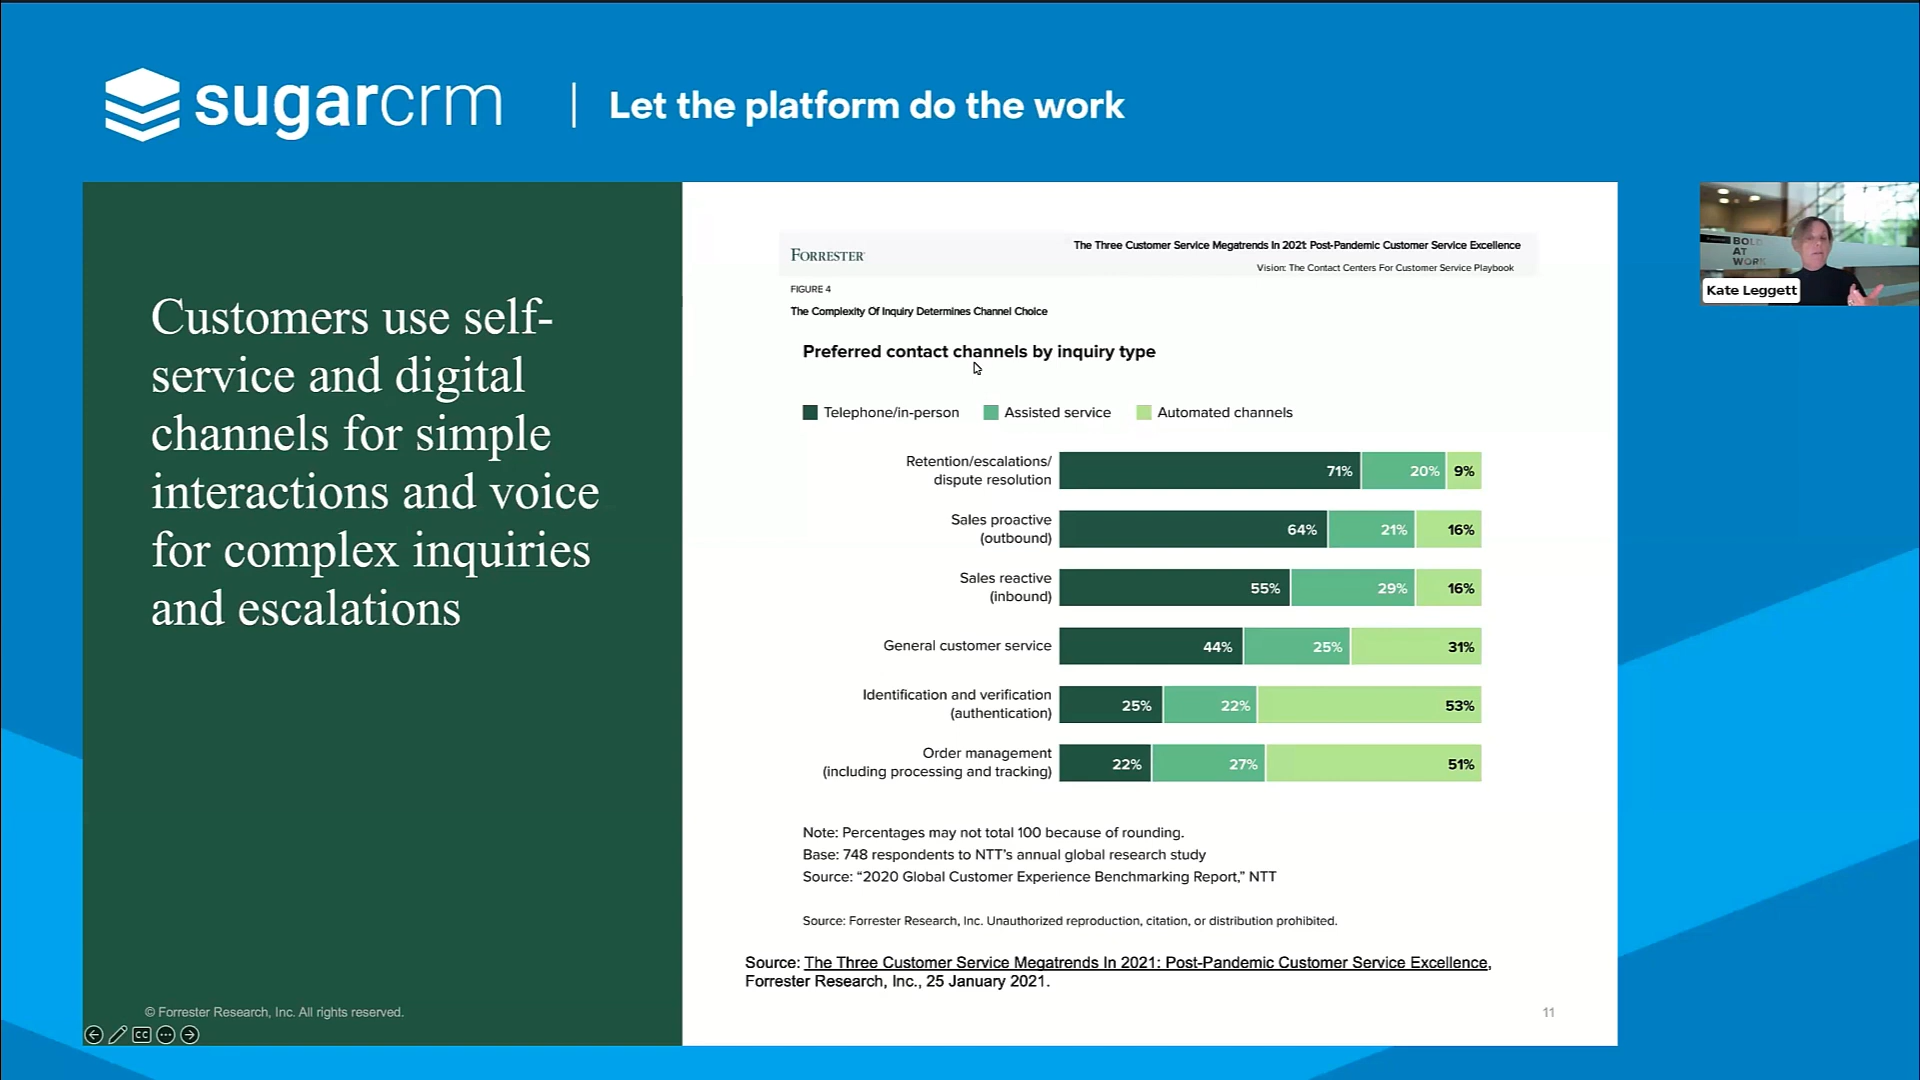 sugarcrm | Let the platform do the work
Customers use self-
service and digital
channels for simple
interactions and voice
for complex inquiries
and escalations
© Forrester Research, Inc. All rights reserved.
CC
FORRESTER
The Three Customer Service Megatrends In 2021: Post-Pandemic Customer Service Excellence
Vision: The Contact Centers For Customer Service Playbook
FIGURE 4
The Complexity Of Inquiry Determines Channel Choice
Preferred contact channels by inquiry type
Telephone/in-person Assisted service Automated channels
Retention/escalations/
dispute resolution
71% 20% 9%
Sales proactive
(outbound)
64% 21% 16%
Sales reactive
(inbound)
55% 29% 16%
General customer service
44% 25% 31%
Identification and verification
(authentication)
25% 22% 53%
Order management
(including processing and tracking)
22% 27% 51%
Note: Percentages may not total 100 because of rounding.
Base: 748 respondents to NTT’s annual global research study
Source: “2020 Global Customer Experience Benchmarking Report,” NTT
Source: Forrester Research, Inc. Unauthorized reproduction, citation, or distribution prohibited.
Source: The Three Customer Service Megatrends In 2021: Post-Pandemic Customer Service Excellence,
Forrester Research, Inc., 25 January 2021.
11
BOLD
AT
WORK
Kate Leggett